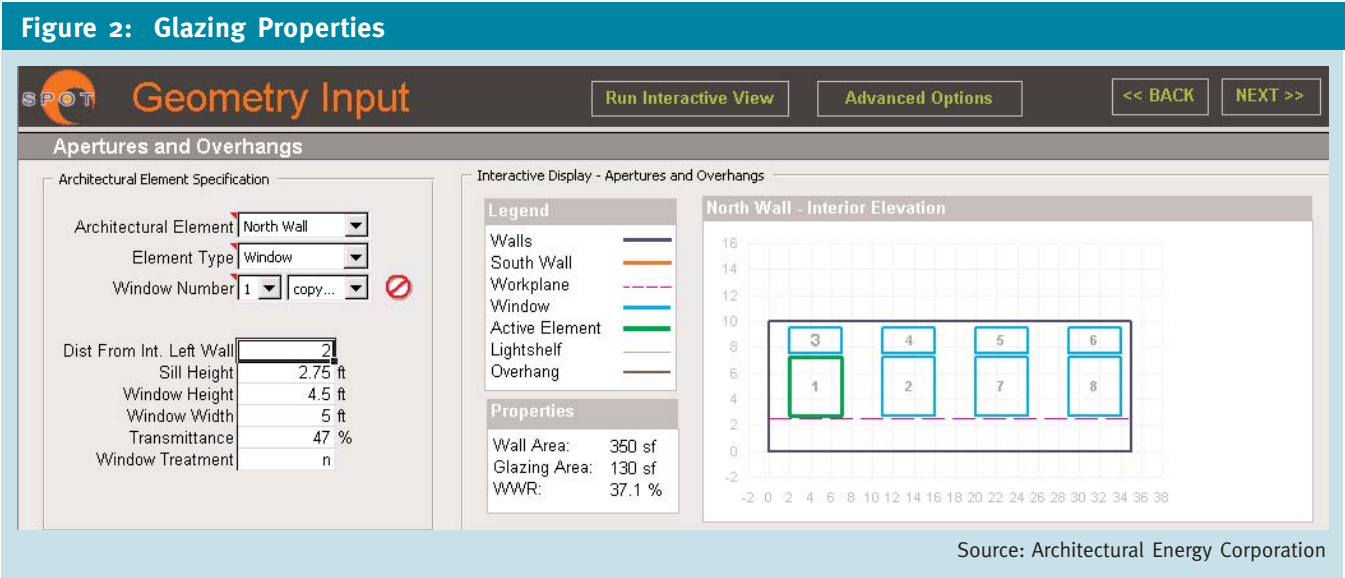 Figure 2: Glazing Properties
SPOT
Geometry Input
Run Interactive View
Advanced Options
<< BACK
NEXT >>
Apertures and Overhangs
Architectural Element Specification
Architectural Element North Wall
Element Type Window
Window Number 1 copy...
Dist From Int. Left Wall 2
Sill Height 2.75 ft
Window Height 4.5 ft
Window Width 5 ft
Transmittance 47 %
Window Treatment n
Interactive Display - Apertures and Overhangs
Legend
Walls
South Wall
Workplane
Window
Active Element
Lightshelf
Overhang
Properties
Wall Area: 350 sf
Glazing Area: 130 sf
WWR: 37.1 %
North Wall - Interior Elevation
16
14
12
10
8
6
4
2
0
-2
3 4 5 6
1 2 7 8
-2 0 2 4 6 8 10 12 14 16 18 20 22 24 26 28 30 32 34 36 38
Source: Architectural Energy Corporation